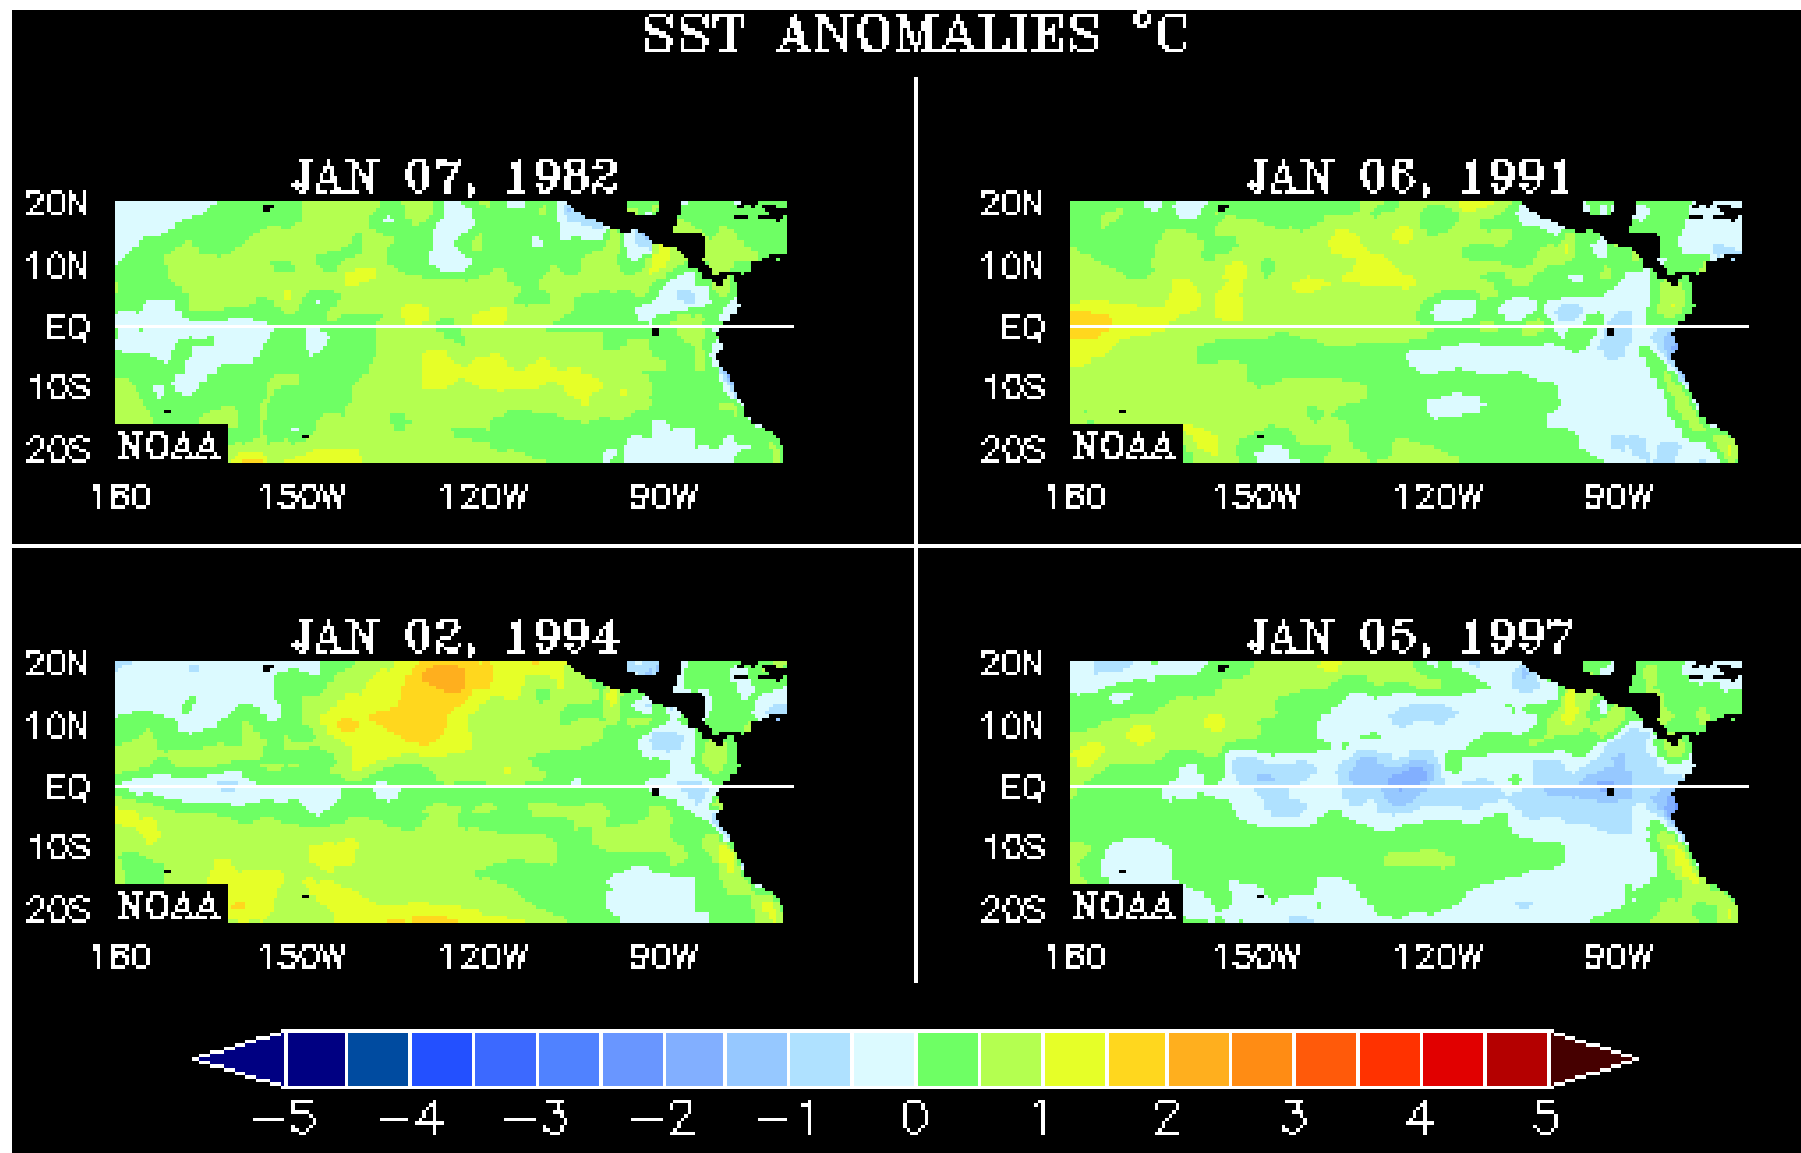 SST ANOMALIES °C
JAN 07, 1982
20N
10N
EQ
10S
20S
NOAA
180 150W 120W 90W
JAN 06, 1991
20N
10N
EQ
10S
20S
NOAA
180 150W 120W 90W
JAN 02, 1994
20N
10N
EQ
10S
20S
NOAA
180 150W 120W 90W
JAN 05, 1997
20N
10N
EQ
10S
20S
NOAA
180 150W 120W 90W
−5 −4 −3 −2 −1 0 1 2 3 4 5